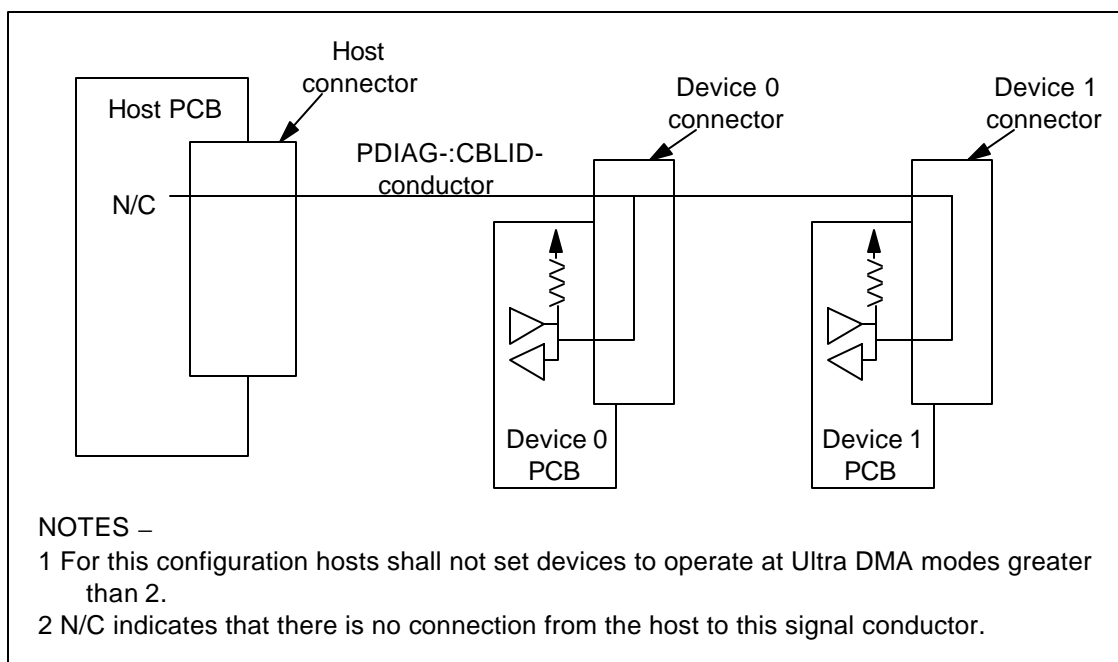 Host
connector
Host PCB
Device 0
connector
Device 1
connector
PDIAG-:CBLID-
conductor
N/C
Device 0
PCB
Device 1
PCB
NOTES –
1 For this configuration hosts shall not set devices to operate at Ultra DMA modes greater
than 2.
2 N/C indicates that there is no connection from the host to this signal conductor.